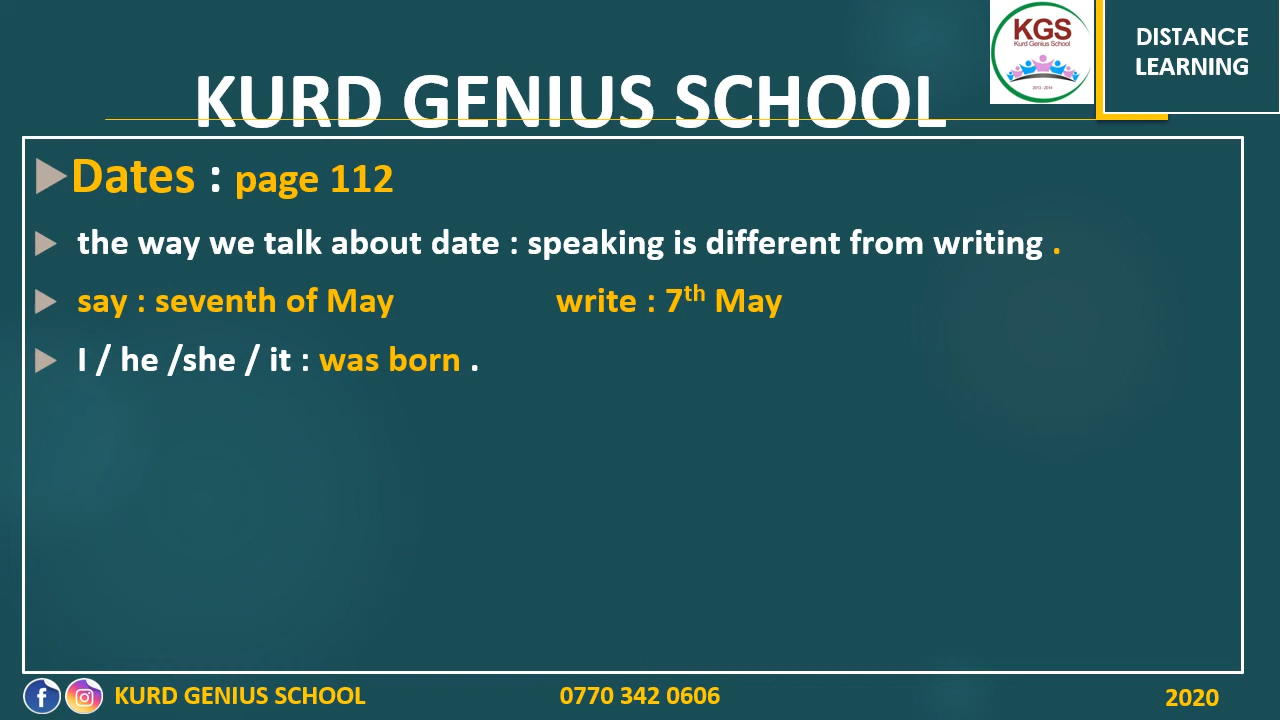 KGS
Kurd Genius School
2013 - 2014
DISTANCE
LEARNING
KURD GENIUS SCHOOL
Dates : page 112
the way we talk about date : speaking is different from writing .
say : seventh of May write : 7th May
I / he /she / it : was born .
KURD GENIUS SCHOOL 0770 342 0606 2020